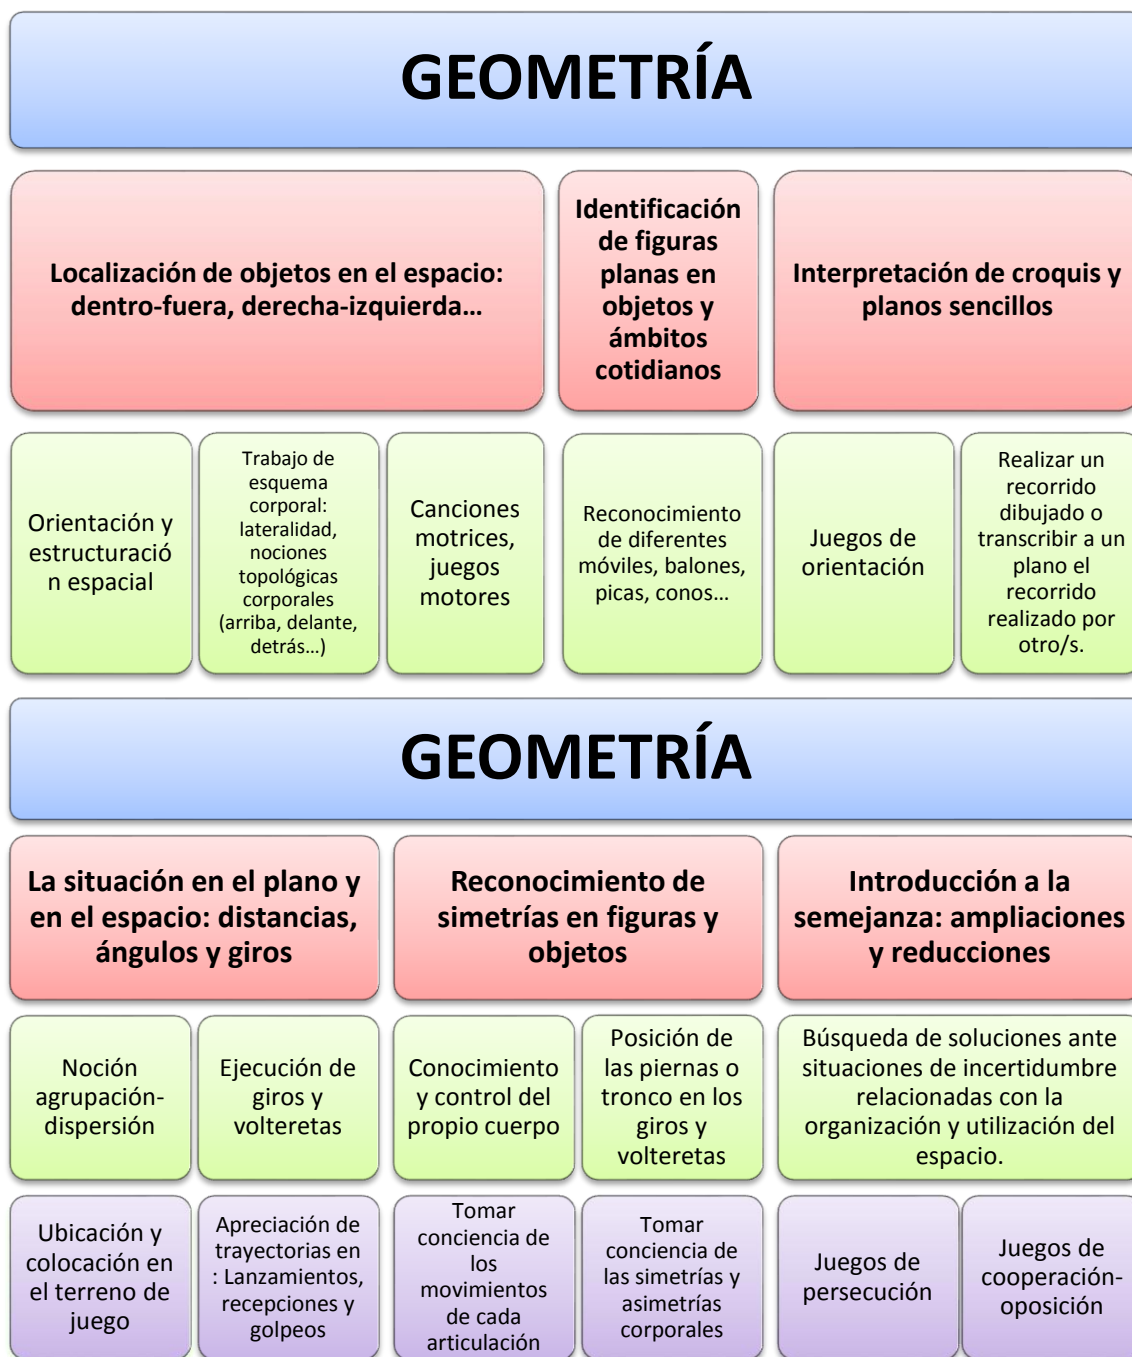 GEOMETRÍA
Localización de objetos en el espacio:
dentro-fuera, derecha-izquierda…
Identificación
de figuras
planas en
objetos y
ámbitos
cotidianos
Interpretación de croquis y
planos sencillos
Orientación y
estructuració
n espacial
Trabajo de
esquema
corporal:
lateralidad,
nociones
topológicas
corporales
(arriba, delante,
detrás…)
Canciones
motrices,
juegos
motores
Reconocimiento
de diferentes
móviles, balones,
picas, conos…
Juegos de
orientación
Realizar un
recorrido
dibujado o
transcribir a un
plano el
recorrido
realizado por
otro/s.
GEOMETRÍA
La situación en el plano y
en el espacio: distancias,
ángulos y giros
Reconocimiento de
simetrías en figuras y
objetos
Introducción a la
semejanza: ampliaciones
y reducciones
Noción
agrupación-
dispersión
Ejecución de
giros y
volteretas
Conocimiento
y control del
propio cuerpo
Posición de
las piernas o
tronco en los
giros y
volteretas
Búsqueda de soluciones ante
situaciones de incertidumbre
relacionadas con la
organización y utilización del
espacio.
Ubicación y
colocación en
el terreno de
juego
Apreciación de
trayectorias en
: Lanzamientos,
recepciones y
golpeos
Tomar
conciencia de
los
movimientos
de cada
articulación
Tomar
conciencia de
las simetrías y
asimetrías
corporales
Juegos de
persecución
Juegos de
cooperación-
oposición